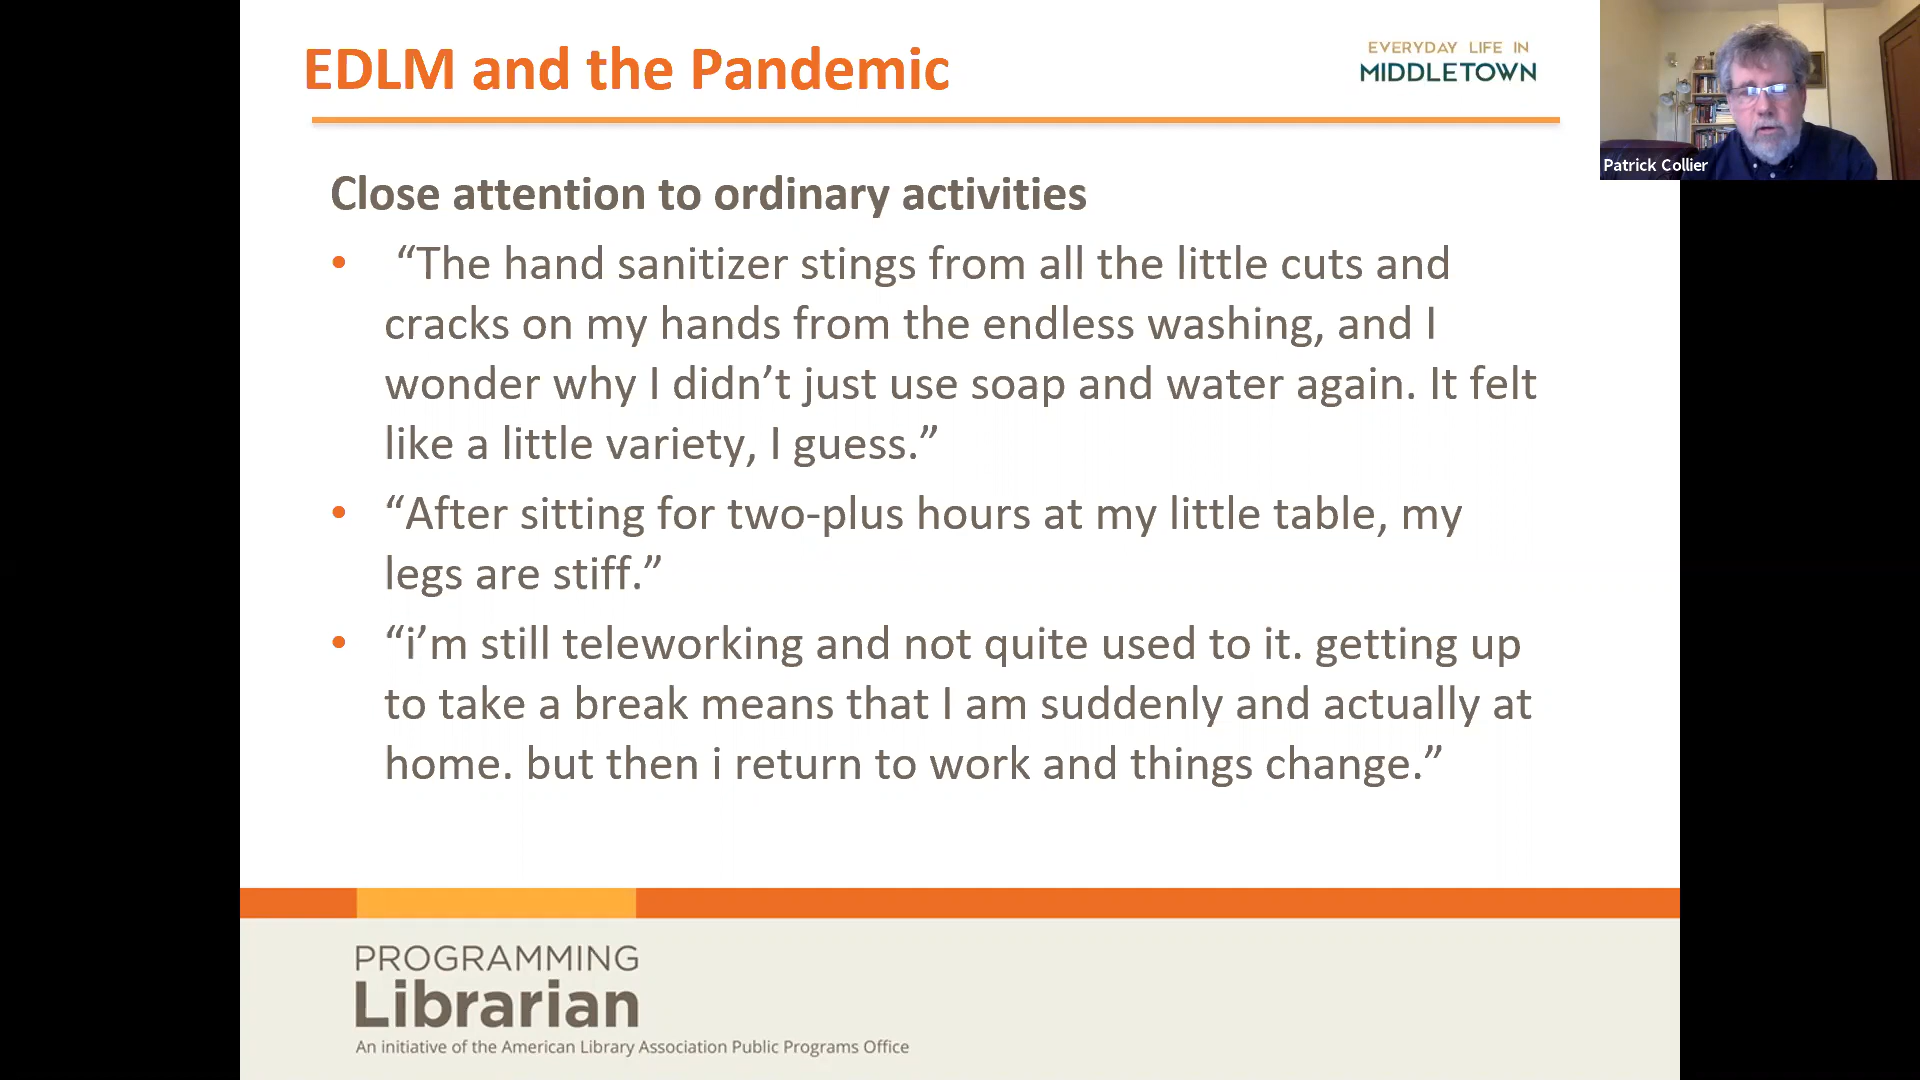 EDLM and the Pandemic
EVERYDAY LIFE IN
MIDDLETOWN
Patrick Collier
Close attention to ordinary activities
• “The hand sanitizer stings from all the little cuts and
cracks on my hands from the endless washing, and I
wonder why I didn’t just use soap and water again. It felt
like a little variety, I guess.”
• “After sitting for two-plus hours at my little table, my
legs are stiff.”
• “i’m still teleworking and not quite used to it. getting up
to take a break means that I am suddenly and actually at
home. but then i return to work and things change.”
PROGRAMMING
Librarian
An initiative of the American Library Association Public Programs Office